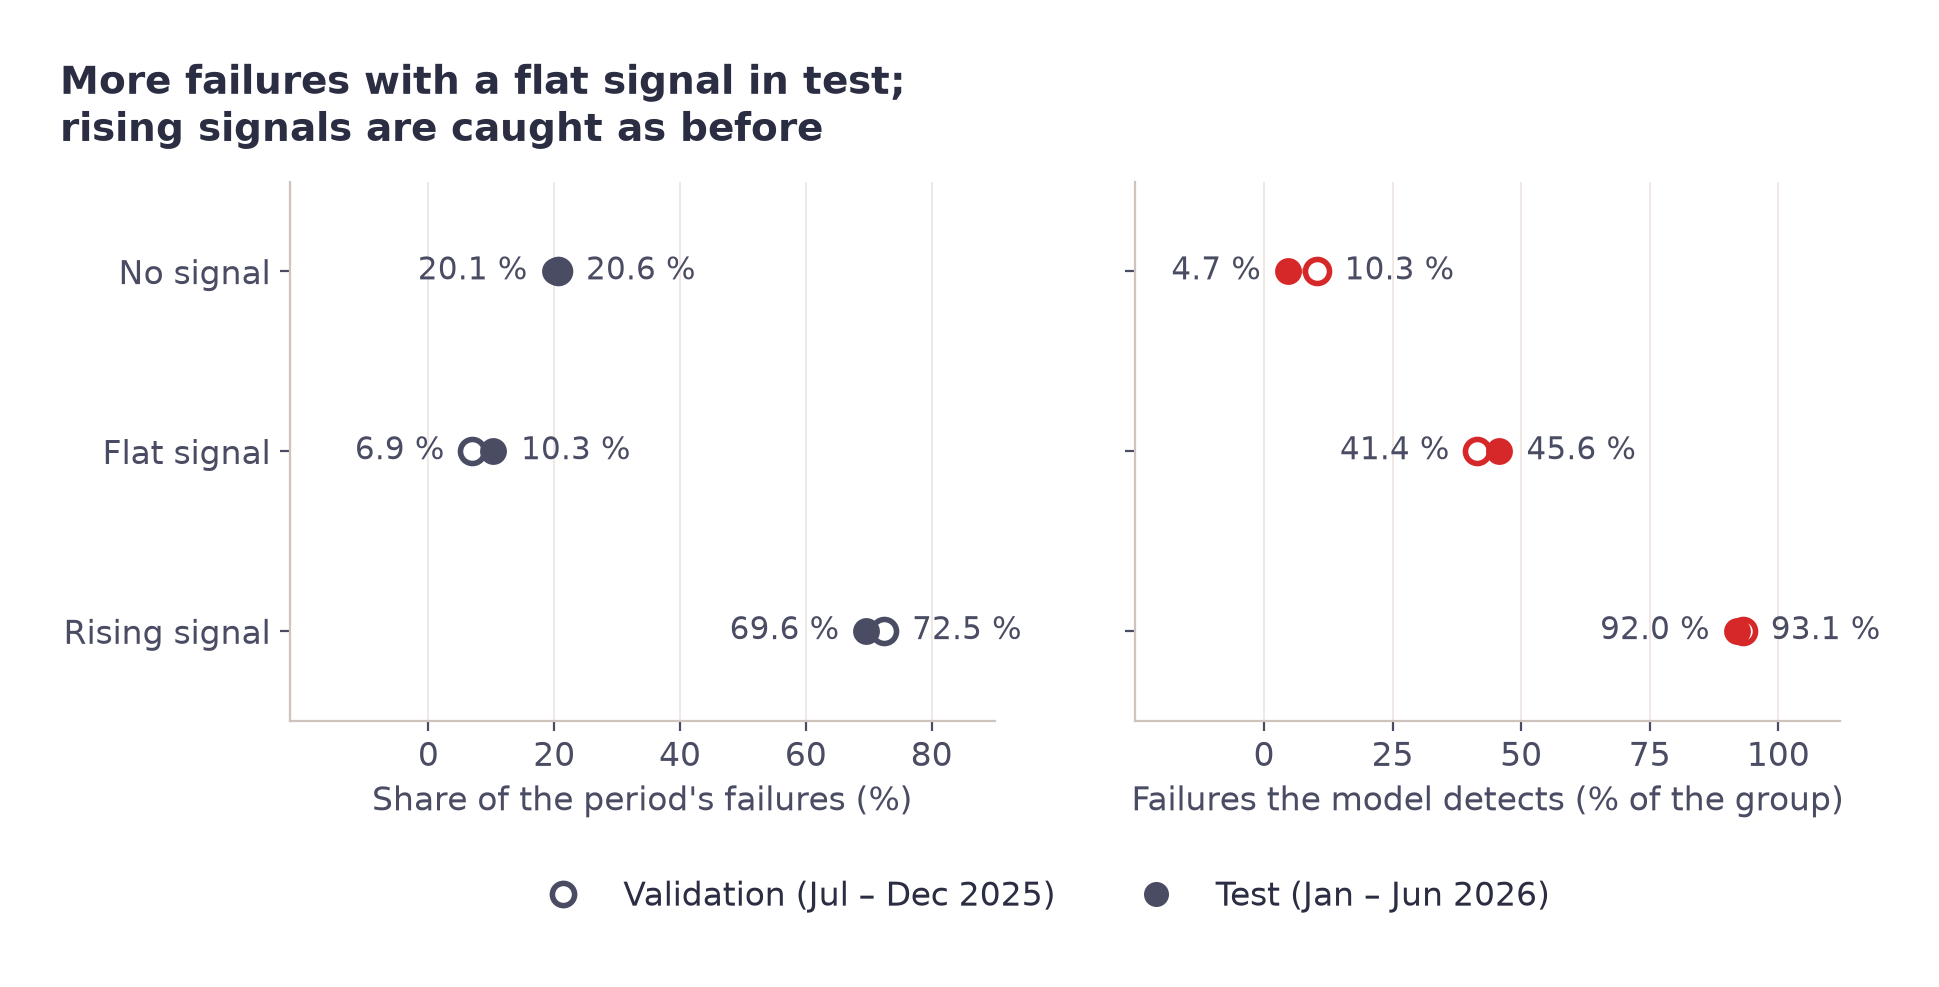 More failures with a flat signal in test;
rising signals are caught as before
No signal
20.1 %
20.6 %
4.7 %
10.3 %
Flat signal
6.9 %
10.3 %
41.4 %
45.6 %
Rising signal
69.6 %
72.5 %
92.0 %
93.1 %
0 20 40 60 80
0 25 50 75 100
Share of the period's failures (%)
Failures the model detects (% of the group)
Validation (Jul – Dec 2025)
Test (Jan – Jun 2026)